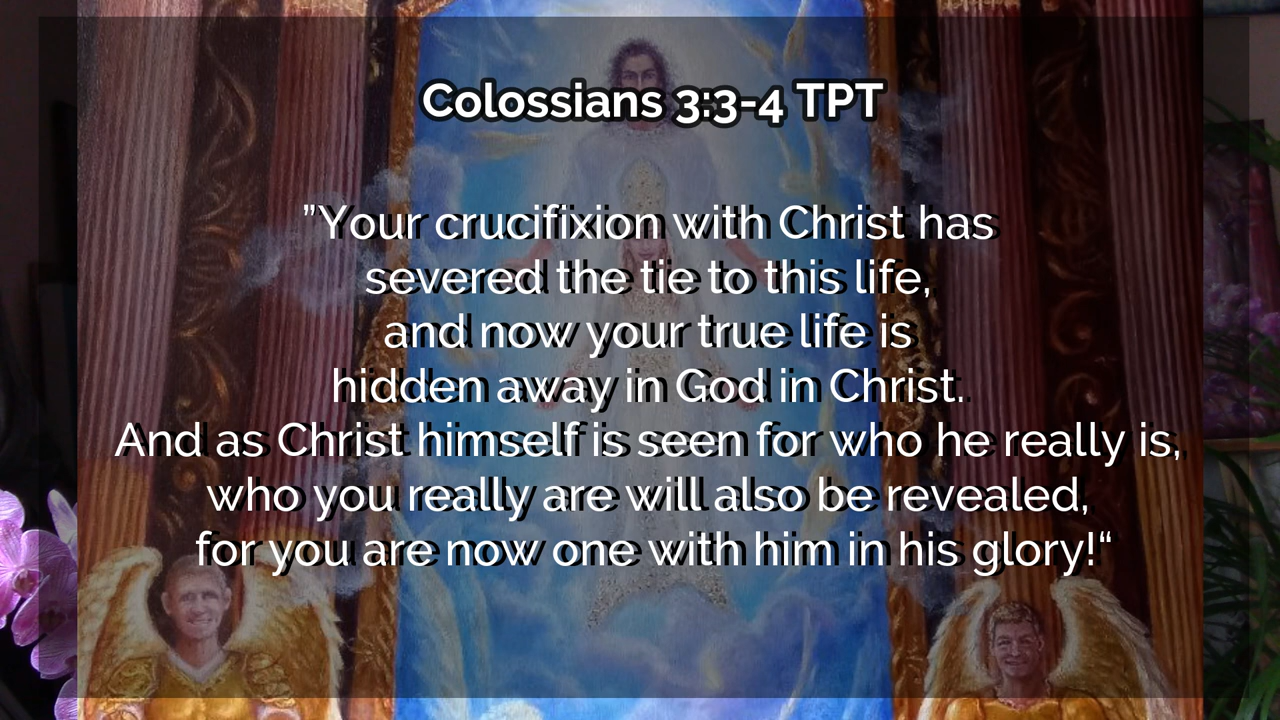 Colossians 3:3-4 TPT
”Your crucifixion with Christ has
severed the tie to this life,
and now your true life is
hidden away in God in Christ.
And as Christ himself is seen for who he really is,
who you really are will also be revealed,
for you are now one with him in his glory!“